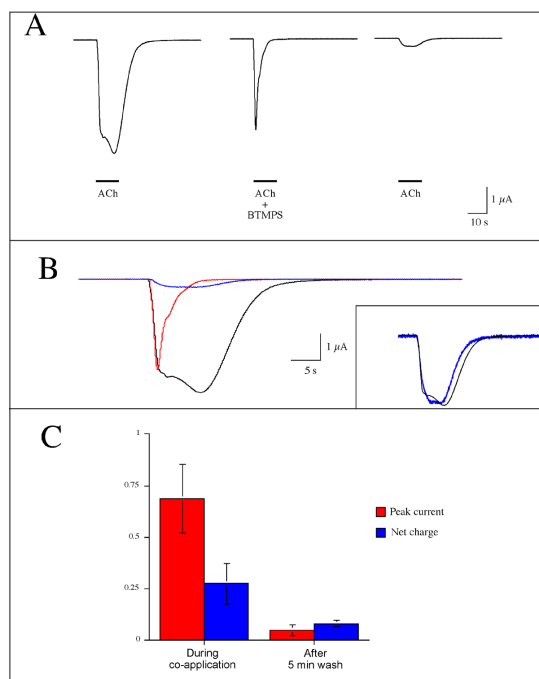 A
ACh
ACh
+
BTMPS
ACh
1 μA
10 s
B
1 μA
5 s
C
1
0.75
0.5
0.25
0
Peak current
Net charge
During
co-application
After
5 min wash